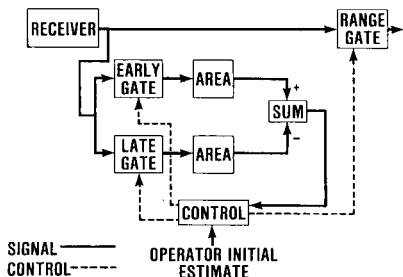 RECEIVER
RANGE
GATE
EARLY
GATE
AREA
+
SUM
−
LATE
GATE
AREA
CONTROL
SIGNAL
CONTROL
OPERATOR INITIAL
ESTIMATE